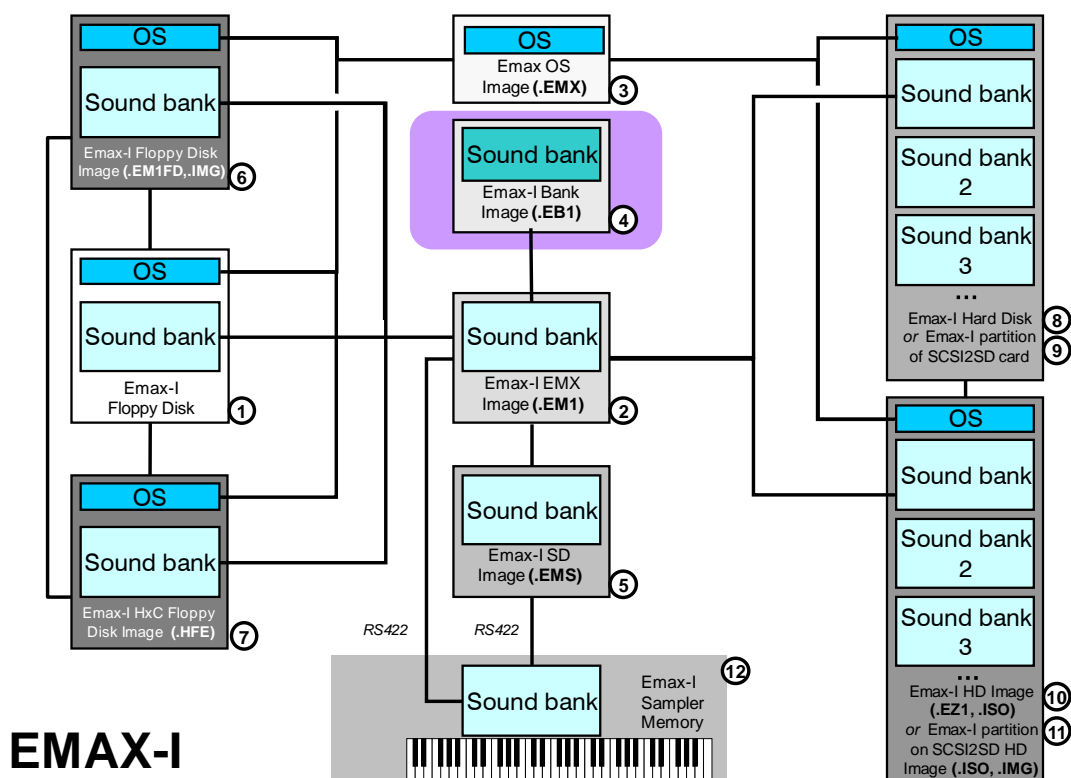 OS
Sound bank
Emax-I Floppy Disk
Image (.EM1FD,.IMG)
6
OS
Sound bank
Emax-I
Floppy Disk
1
OS
Sound bank
Emax-I HxC Floppy
Disk Image (.HFE)
7
OS
Emax OS
Image (.EMX)
3
Sound bank
Emax-I Bank
Image (.EB1)
4
Sound bank
Emax-I EMX
Image (.EM1)
2
Sound bank
Emax-I SD
Image (.EMS)
5
RS422
RS422
Sound bank
Emax-I
Sampler
Memory
12
OS
Sound bank
Sound bank
2
Sound bank
3
...
Emax-I Hard Disk
or Emax-I partition
of SCSI2SD card
8
9
OS
Sound bank
Sound bank
2
Sound bank
3
...
Emax-I HD Image
(.EZ1, .ISO)
or Emax-I partition
on SCSI2SD HD
Image (.ISO, .IMG)
10
11
EMAX-I